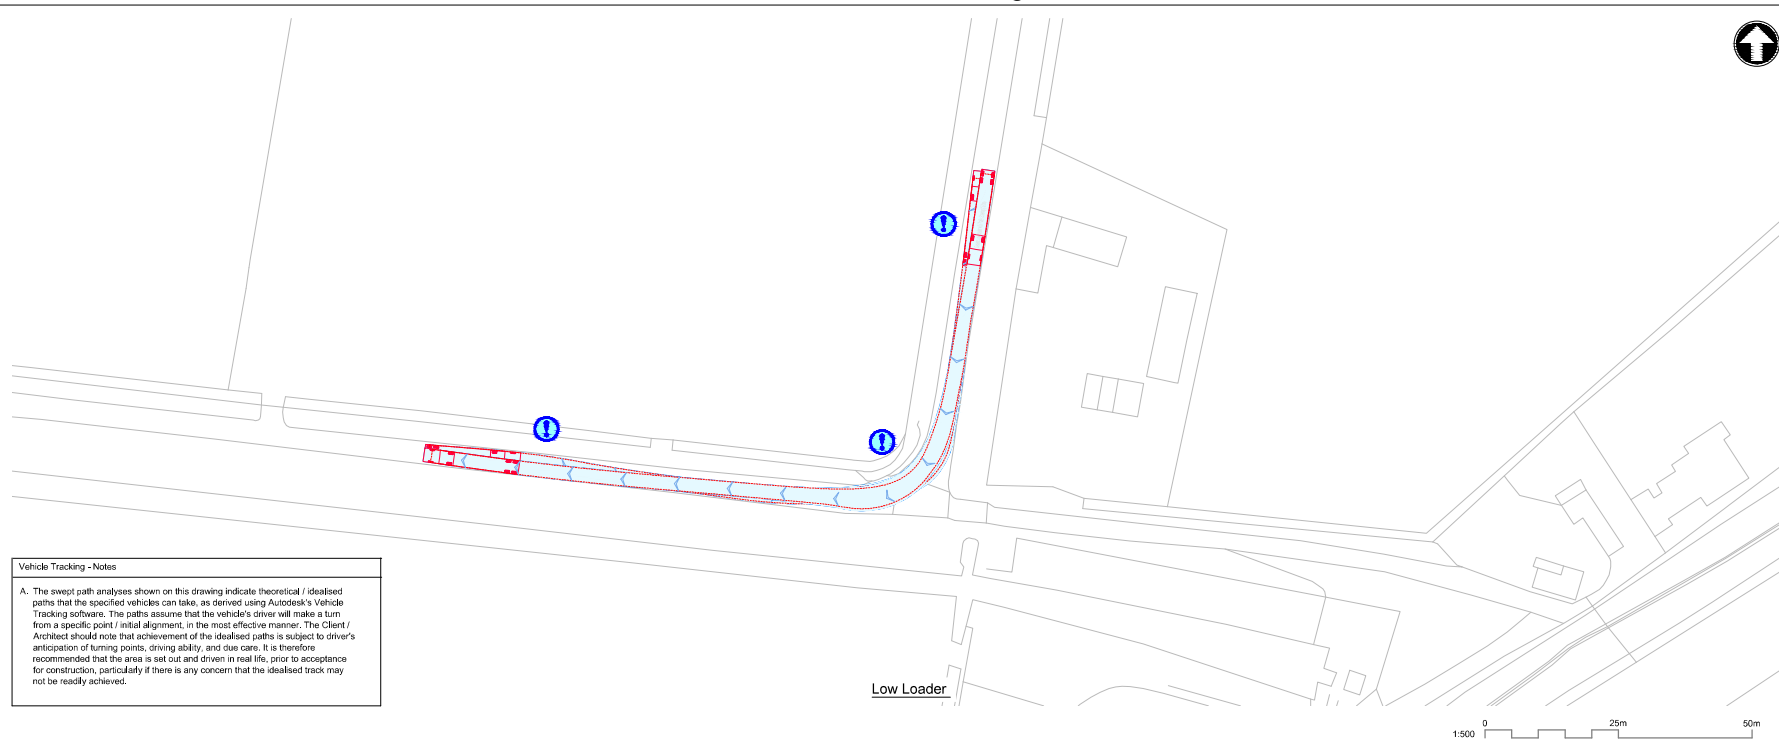 Vehicle Tracking - Notes
A. The swept path analyses shown on this drawing indicate theoretical / idealised
paths that the specified vehicles can take, as derived using Autodesk's Vehicle
Tracking software. The paths assume that the vehicle's driver will make a turn
from a specific point / initial alignment, in the most effective manner. The Client /
Architect should note that achievement of the idealised paths is subject to driver's
anticipation of turning points, driving ability, and due care. It is therefore
recommended that the area is set out and driven in real life, prior to acceptance
for construction, particularly if there is any concern that the idealised track may
not be readily achieved.
Low Loader
0 25m 50m
1:500